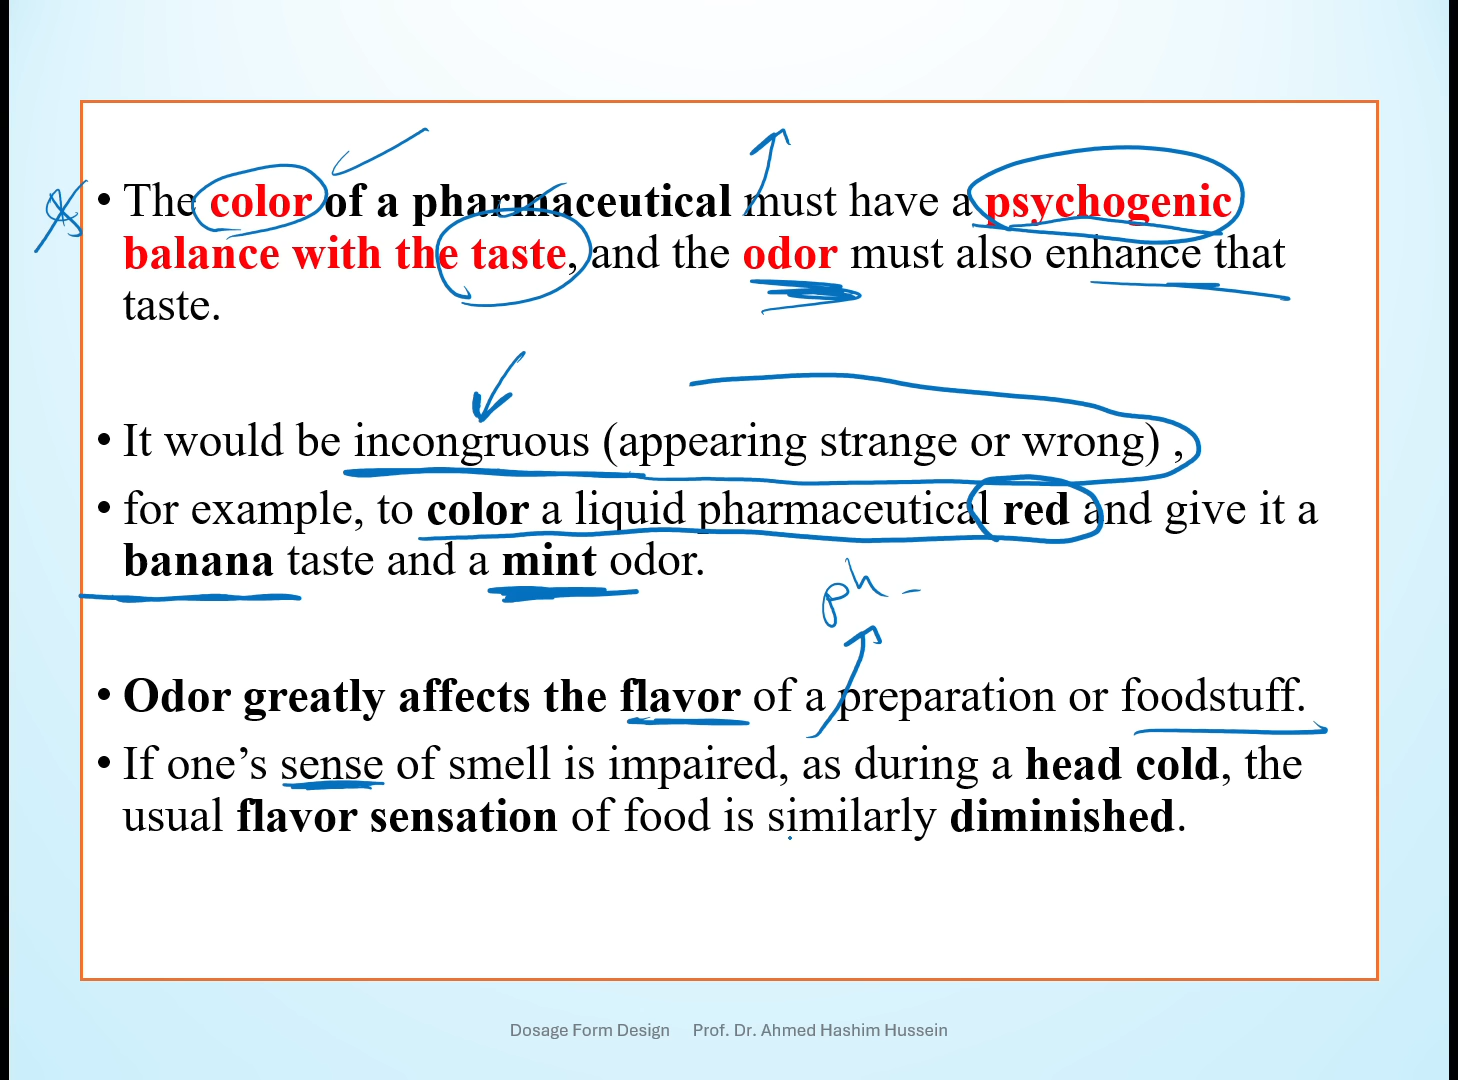 • The color of a pharmaceutical must have a psychogenic
balance with the taste, and the odor must also enhance that
taste.
• It would be incongruous (appearing strange or wrong) ,
• for example, to color a liquid pharmaceutical red and give it a
banana taste and a mint odor.
ph -
• Odor greatly affects the flavor of a preparation or foodstuff.
• If one’s sense of smell is impaired, as during a head cold, the
usual flavor sensation of food is similarly diminished.
Dosage Form Design Prof. Dr. Ahmed Hashim Hussein